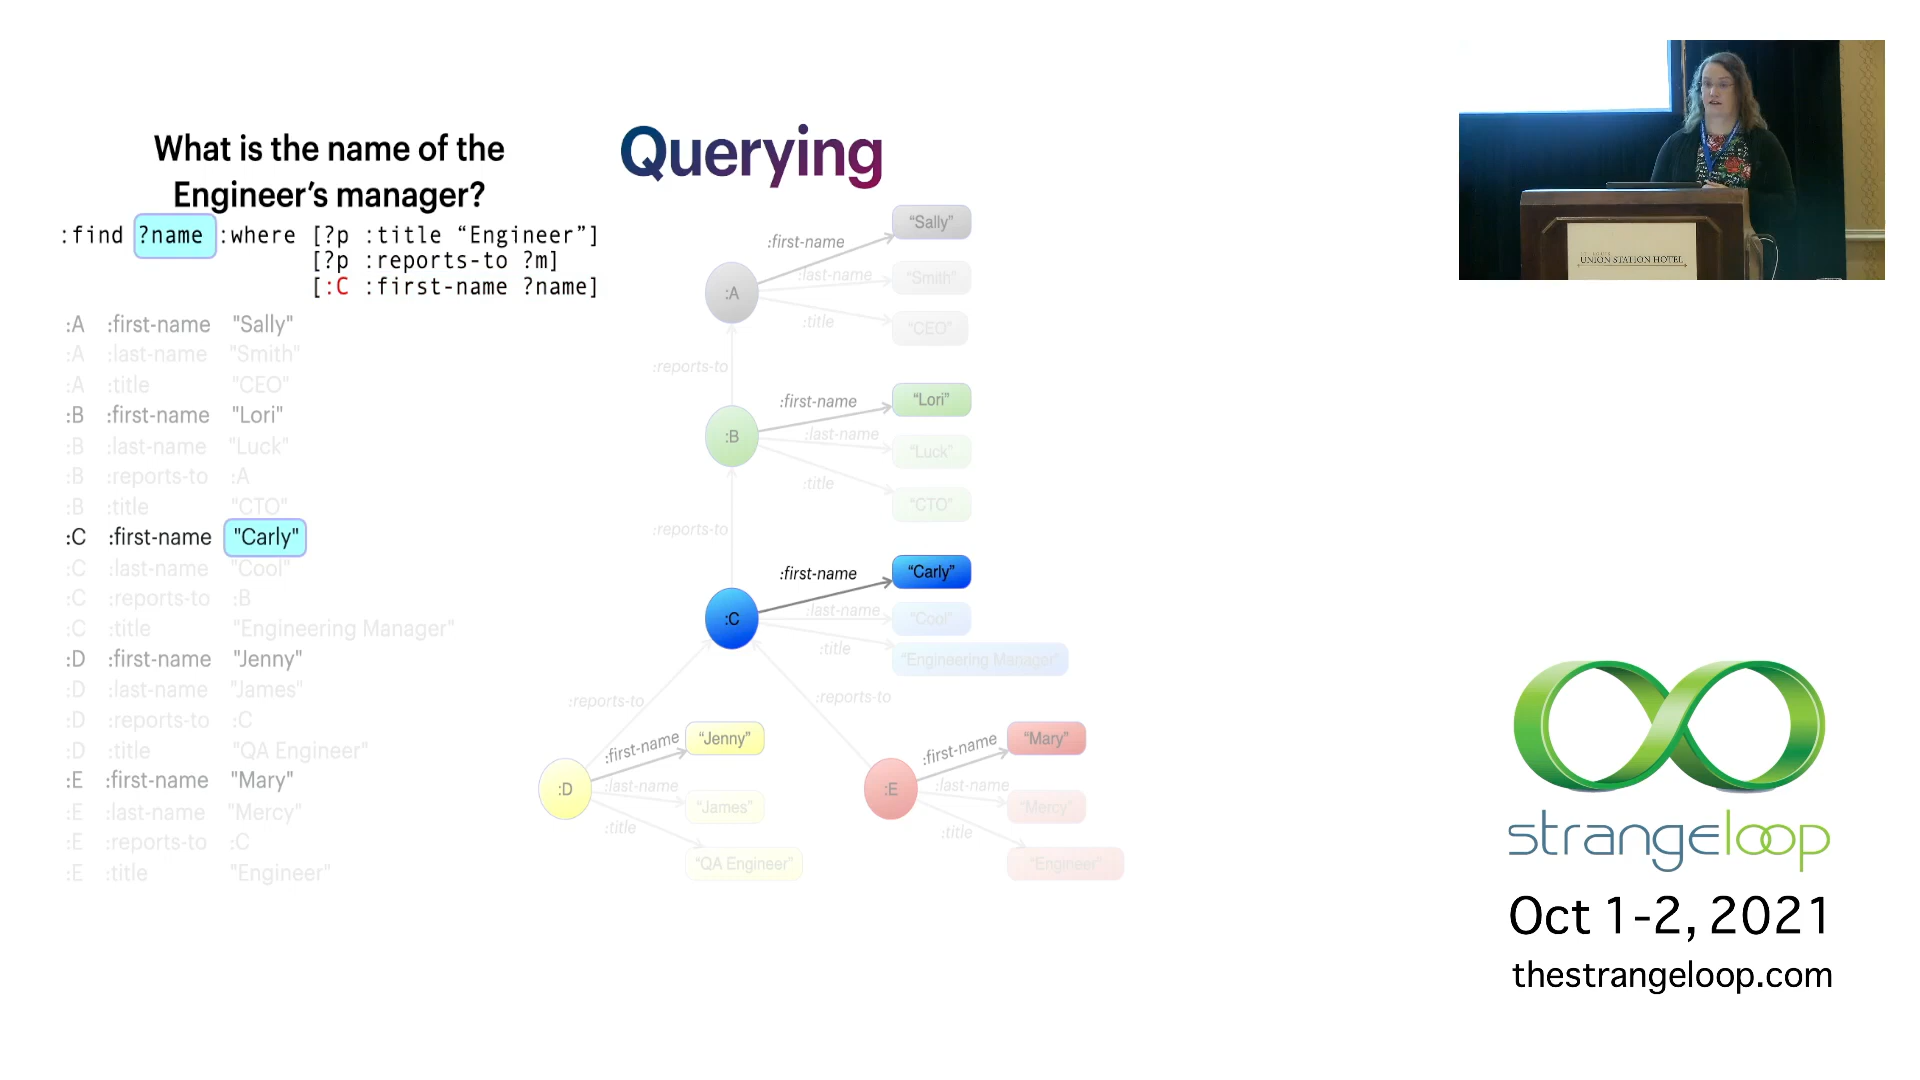 What is the name of the
Engineer’s manager?
:find ?name :where [?p :title “Engineer”]
[?p :reports-to ?m]
[:C :first-name ?name]
:A :first-name "Sally"
:A :last-name "Smith"
:A :title "CEO"
:B :first-name "Lori"
:B :last-name "Luck"
:B :reports-to :A
:B :title "CTO"
:C :first-name "Carly"
:C :last-name "Cool"
:C :reports-to :B
:C :title "Engineering Manager"
:D :first-name "Jenny"
:D :last-name "James"
:D :reports-to :C
:D :title "QA Engineer"
:E :first-name "Mary"
:E :last-name "Mercy"
:E :reports-to :C
:E :title "Engineer"
Querying
:A
:first-name
“Sally”
:last-name
“Smith”
:title
“CEO”
:reports-to
:B
:first-name
“Lori”
:last-name
“Luck”
:title
“CTO”
:reports-to
:C
:first-name
“Carly”
:last-name
“Cool”
:title
“Engineering Manager”
:reports-to
:reports-to
:D
:first-name
“Jenny”
:last-name
“James”
:title
“QA Engineer”
:E
:first-name
“Mary”
:last-name
“Mercy”
:title
“Engineer”
UNION STATION HOTEL
strangeloop
Oct 1-2, 2021
thestrangeloop.com